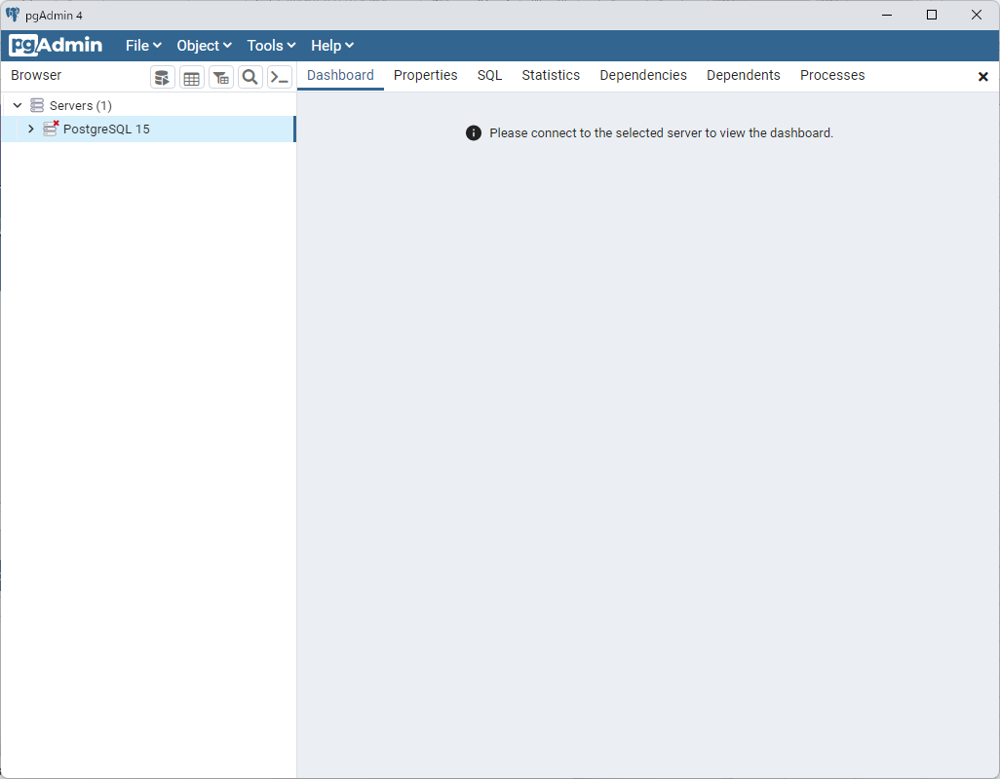 pgAdmin 4
pgAdmin File Object Tools Help
Browser
Dashboard Properties SQL Statistics Dependencies Dependents Processes
Servers (1)
PostgreSQL 15
Please connect to the selected server to view the dashboard.